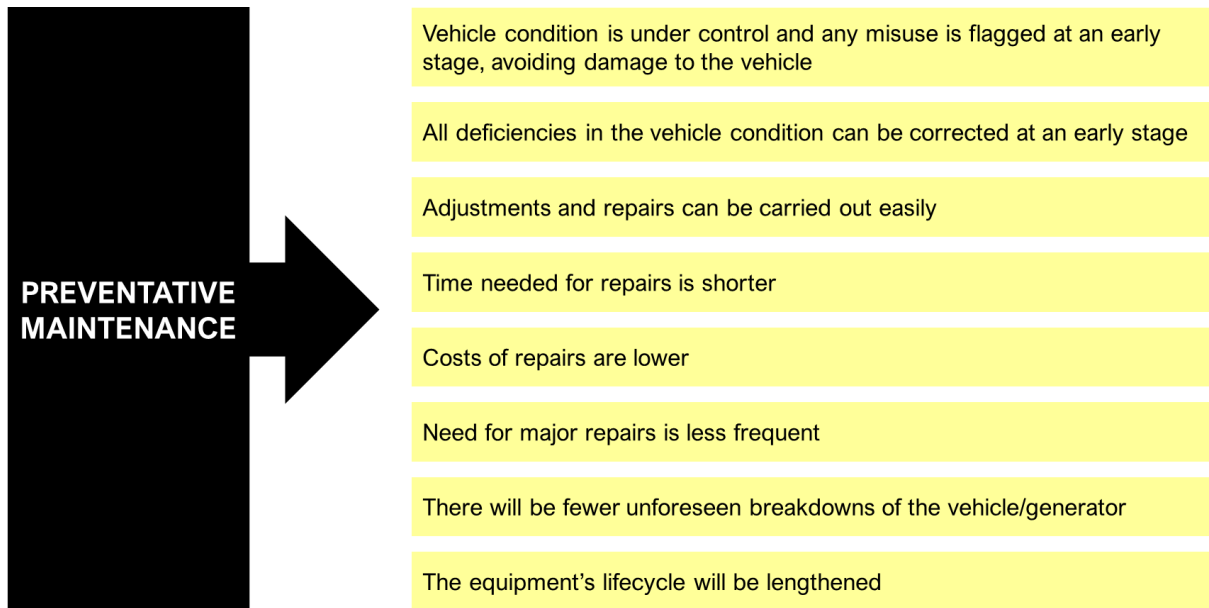 PREVENTATIVE
MAINTENANCE
Vehicle condition is under control and any misuse is flagged at an early
stage, avoiding damage to the vehicle
All deficiencies in the vehicle condition can be corrected at an early stage
Adjustments and repairs can be carried out easily
Time needed for repairs is shorter
Costs of repairs are lower
Need for major repairs is less frequent
There will be fewer unforeseen breakdowns of the vehicle/generator
The equipment’s lifecycle will be lengthened